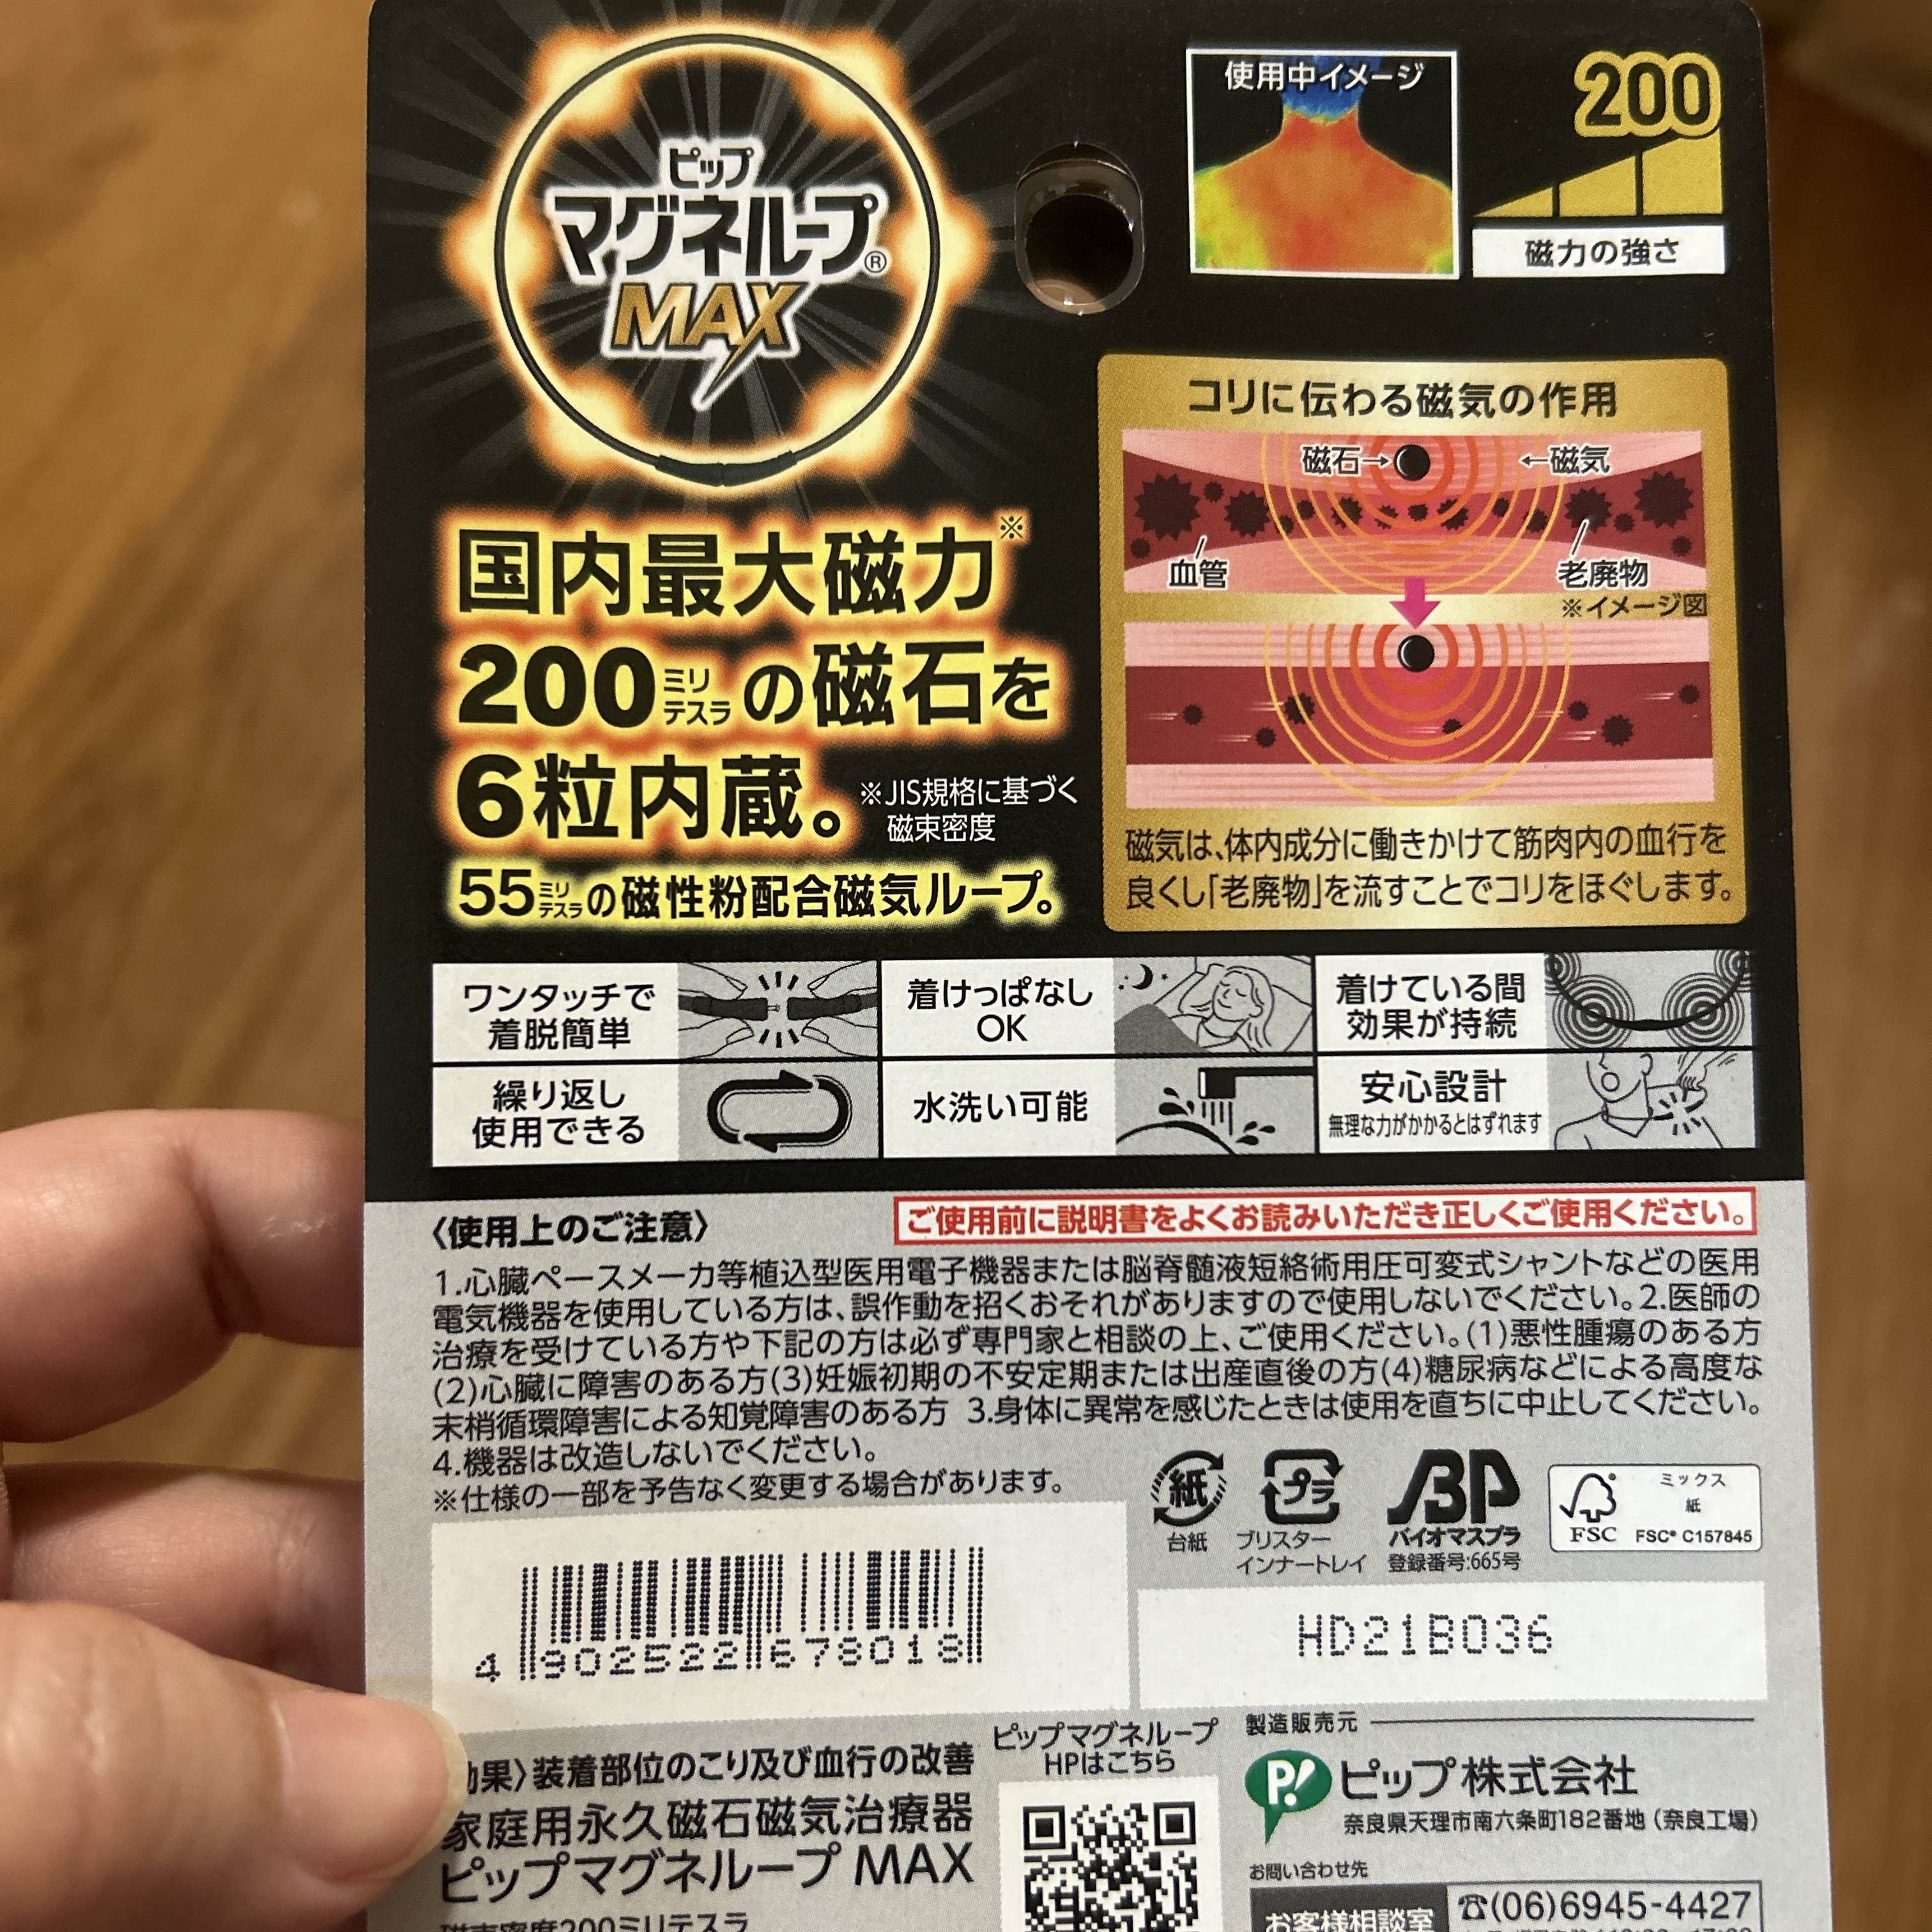 ピップ
マグネループ®
MAX
使用中イメージ
200
磁力の強さ
国内最大磁力※
200ミリテスラの磁石を
6粒内蔵。
※JIS規格に基づく
磁束密度
55ミリテスラの磁性粉配合磁気ループ。
コリに伝わる磁気の作用
磁石→
←磁気
血管
老廃物
※イメージ図
磁気は、体内成分に働きかけて筋肉内の血行を
良くし「老廃物」を流すことでコリをほぐします。
ワンタッチで
着脱簡単
着けっぱなし
OK
着けている間
効果が持続
繰り返し
使用できる
水洗い可能
安心設計
無理な力がかかるとはずれます
〈使用上のご注意〉
ご使用前に説明書をよくお読みいただき正しくご使用ください。
1.心臓ペースメーカ等植込型医用電子機器または脳脊髄液短絡術用圧可変式シャントなどの医用
電気機器を使用している方は、誤作動を招くおそれがありますので使用しないでください。2.医師の
治療を受けている方や下記の方は必ず専門家と相談の上、ご使用ください。(1)悪性腫瘍のある方
(2)心臓に障害のある方(3)妊娠初期の不安定期または出産直後の方(4)糖尿病などによる高度な
末梢循環障害による知覚障害のある方 3.身体に異常を感じたときは使用を直ちに中止してください。
4.機器は改造しないでください。
※仕様の一部を予告なく変更する場合があります。
紙
台紙
プラ
ブリスター
インナートレイ
BP
バイオマスプラ
登録番号:665号
FSC
ミックス
紙
FSC® C157845
4 902522 678018
HD21B036
効果〉装着部位のこり及び血行の改善
家庭用永久磁石磁気治療器
ピップマグネループ MAX
磁束密度200ミリテスラ
ピップマグネループ
HPはこちら
製造販売元
P!
ピップ株式会社
奈良県天理市南六条町182番地（奈良工場）
お問い合わせ先
お客様相談室
☎(06)6945-4427